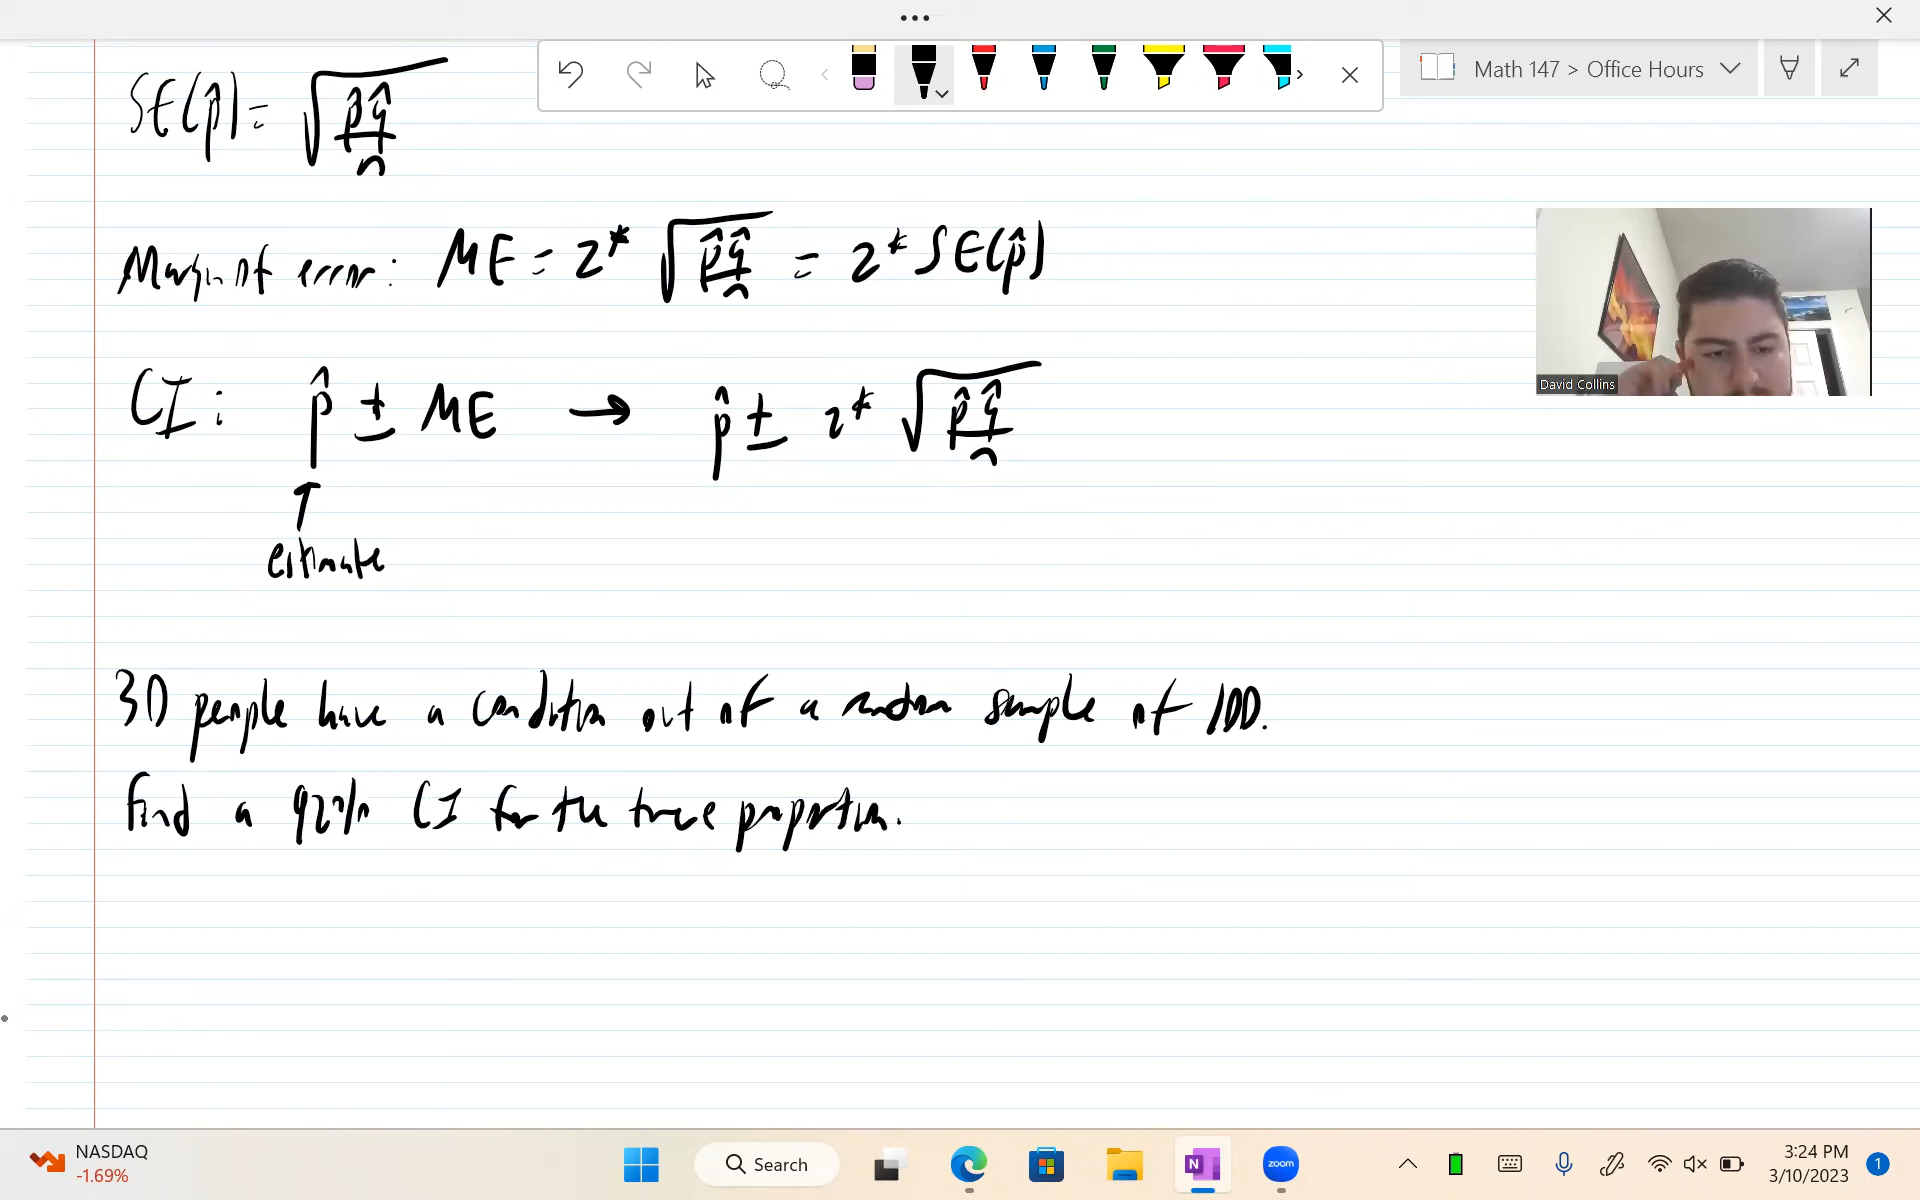 Math 147 > Office Hours
SE(p̂) = √(p̂q̂/n)
Margin of error: ME = z* √(p̂q̂/n) = z* SE(p̂)
David Collins
CI: p̂ ± ME → p̂ ± z* √(p̂q̂/n)
↑
estimate
30 people have a condition out of a random sample of 100.
Find a 92% CI for the true proportion.
NASDAQ
-1.69%
Search
N
zoom
3:24 PM
3/10/2023
1